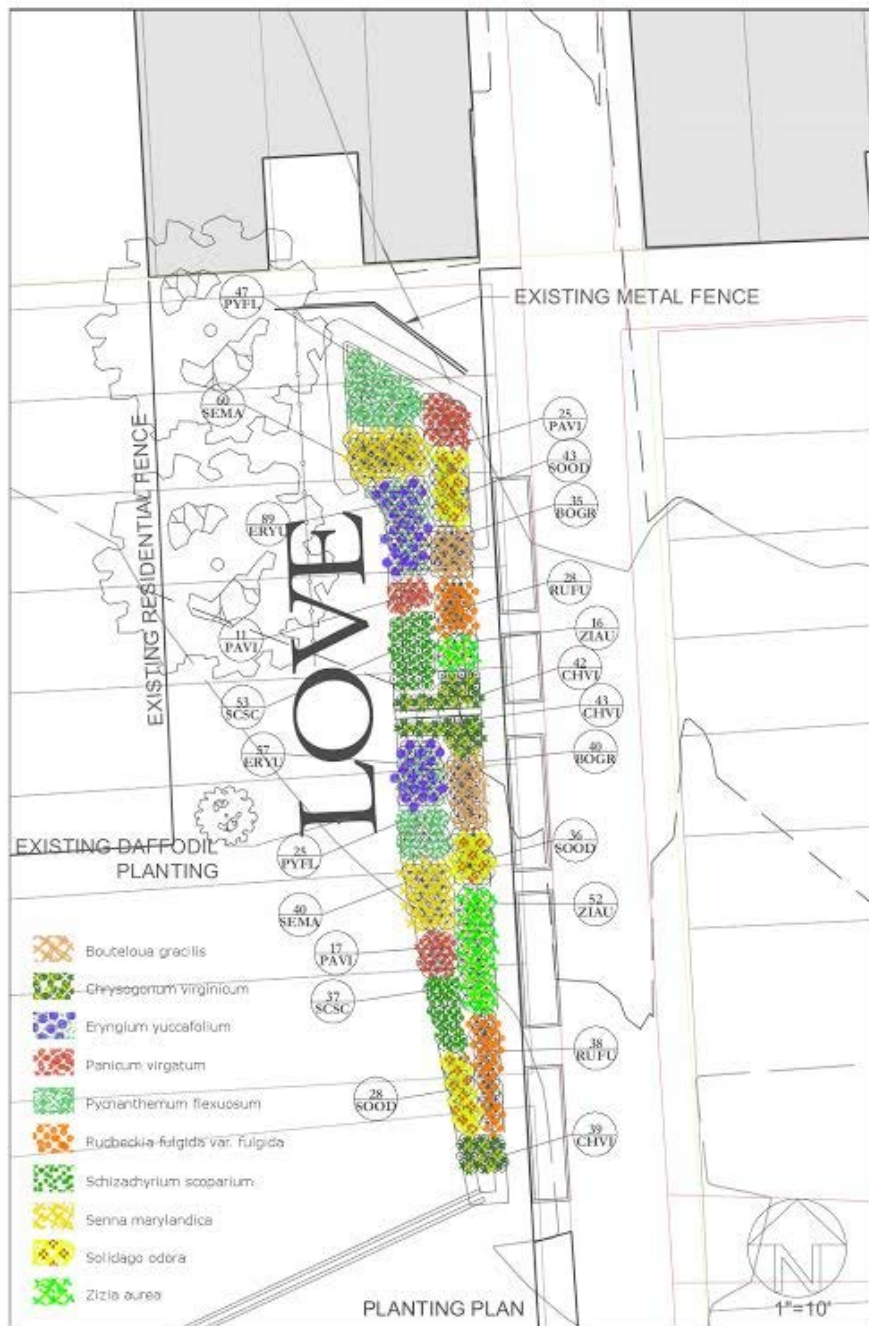 47
PYFL
EXISTING METAL FENCE
60
SEMA
25
PAVI
43
SOOD
35
BOGR
89
ERYU
28
RUFU
EXISTING RESIDENTIAL FENCE
LOVE
11
PAVI
16
ZIAU
42
CHVI
53
SCSC
43
CHVI
57
ERYU
40
BOGR
EXISTING DAFFODIL
PLANTING
25
PYFL
36
SOOD
40
SEMA
52
ZIAU
17
PAVI
37
SCSC
38
RUFU
28
SOOD
39
CHVI
Bouteloua gracilis
Chrysogonum virginicum
Eryngium yuccafolium
Panicum virgatum
Pycnanthemum flexuosum
Rudbeckia fulgida var. fulgida
Schizachyrium scoparium
Senna marylandica
Solidago odora
Zizia aurea
PLANTING PLAN
N
1"=10'